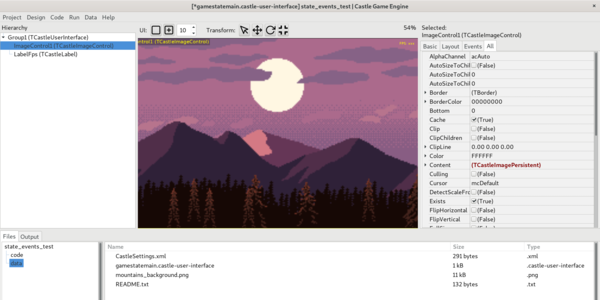 [*gamestatemain.castle-user-interface] state_events_test | Castle Game Engine
Project Design Code Run Data Help
Hierarchy
Group1 (TCastleUserInterface)
ImageControl1 (TCastleImageControl)
LabelFps (TCastleLabel)
UI: 10 Transform: 54%
ntrol1 (TCastleImageControl)
Selected:
ImageControl1 (TCastleImageControl):
Basic Layout Events All
AlphaChannel acAuto
AutoSizeToChil (False)
AutoSizeToChil 0
AutoSizeToChil 0
Border (TBorder)
BorderColor 00000000
Bottom 0
Cache (True)
Clip (False)
ClipChildren (False)
ClipLine 0.00 0.00 0.00
Color FFFFFF
Content (TCastleImagePersistent)
Culling (False)
Cursor mcDefault
DetectScaleFro (False)
Exists (True)
FlipHorizontal (False)
FlipVertical (False)
Files Output
state_events_test
code
data
Name Size Type
CastleSettings.xml 291 bytes .xml
gamestatemain.castle-user-interface 1 kB .castle-user-interface
mountains_background.png 11 kB .png
README.txt 132 bytes .txt